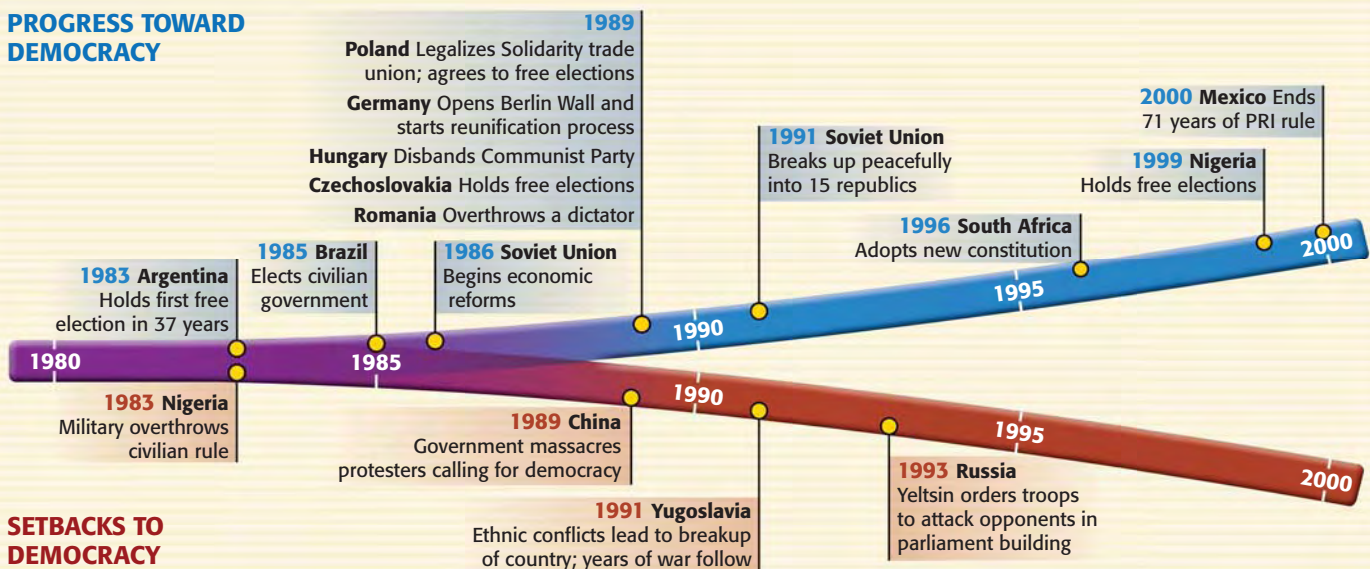 PROGRESS TOWARD
DEMOCRACY
1989
Poland Legalizes Solidarity trade
union; agrees to free elections
Germany Opens Berlin Wall and
starts reunification process
Hungary Disbands Communist Party
Czechoslovakia Holds free elections
Romania Overthrows a dictator
1983 Argentina
Holds first free
election in 37 years
1985 Brazil
Elects civilian
government
1986 Soviet Union
Begins economic
reforms
1991 Soviet Union
Breaks up peacefully
into 15 republics
1996 South Africa
Adopts new constitution
1999 Nigeria
Holds free elections
2000 Mexico Ends
71 years of PRI rule
1980
1985
1990
1995
2000
1990
1995
2000
1983 Nigeria
Military overthrows
civilian rule
1989 China
Government massacres
protesters calling for democracy
1991 Yugoslavia
Ethnic conflicts lead to breakup
of country; years of war follow
1993 Russia
Yeltsin orders troops
to attack opponents in
parliament building
SETBACKS TO
DEMOCRACY